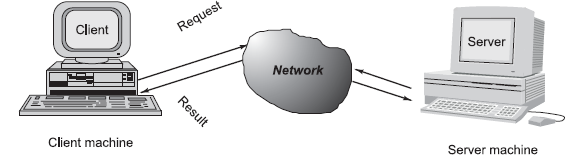 Client
Request
Network
Server
Result
Client machine
Server machine